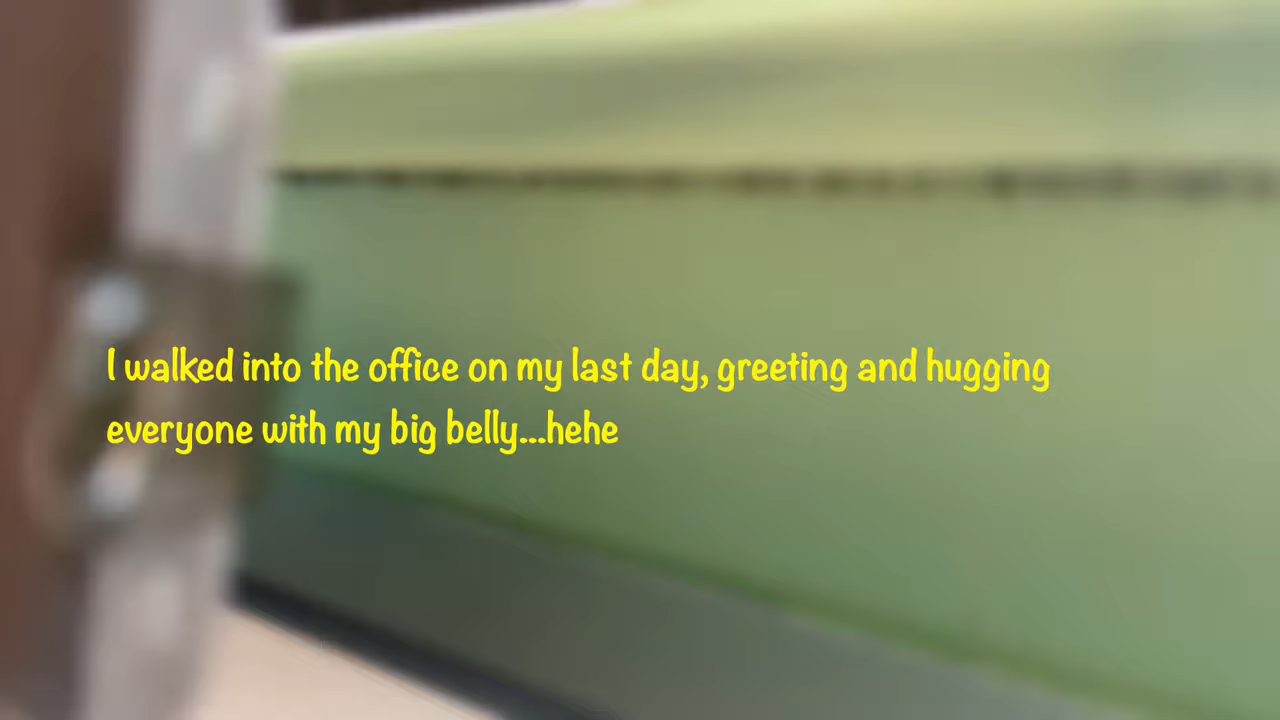 I walked into the office on my last day, greeting and hugging
everyone with my big belly...hehe